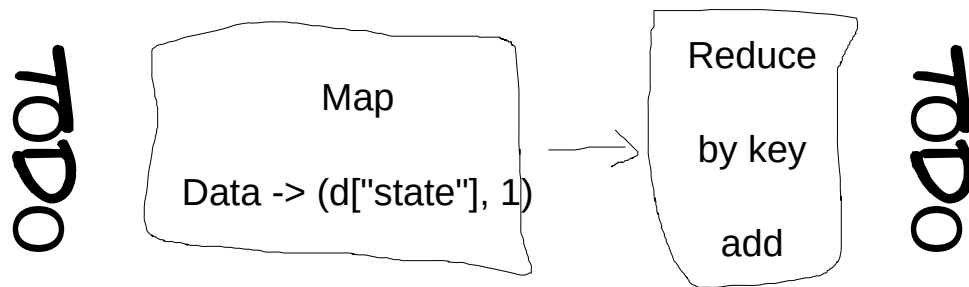 TODO
Map
Data -> (d["state"], 1)
Reduce
by key
add
TODO